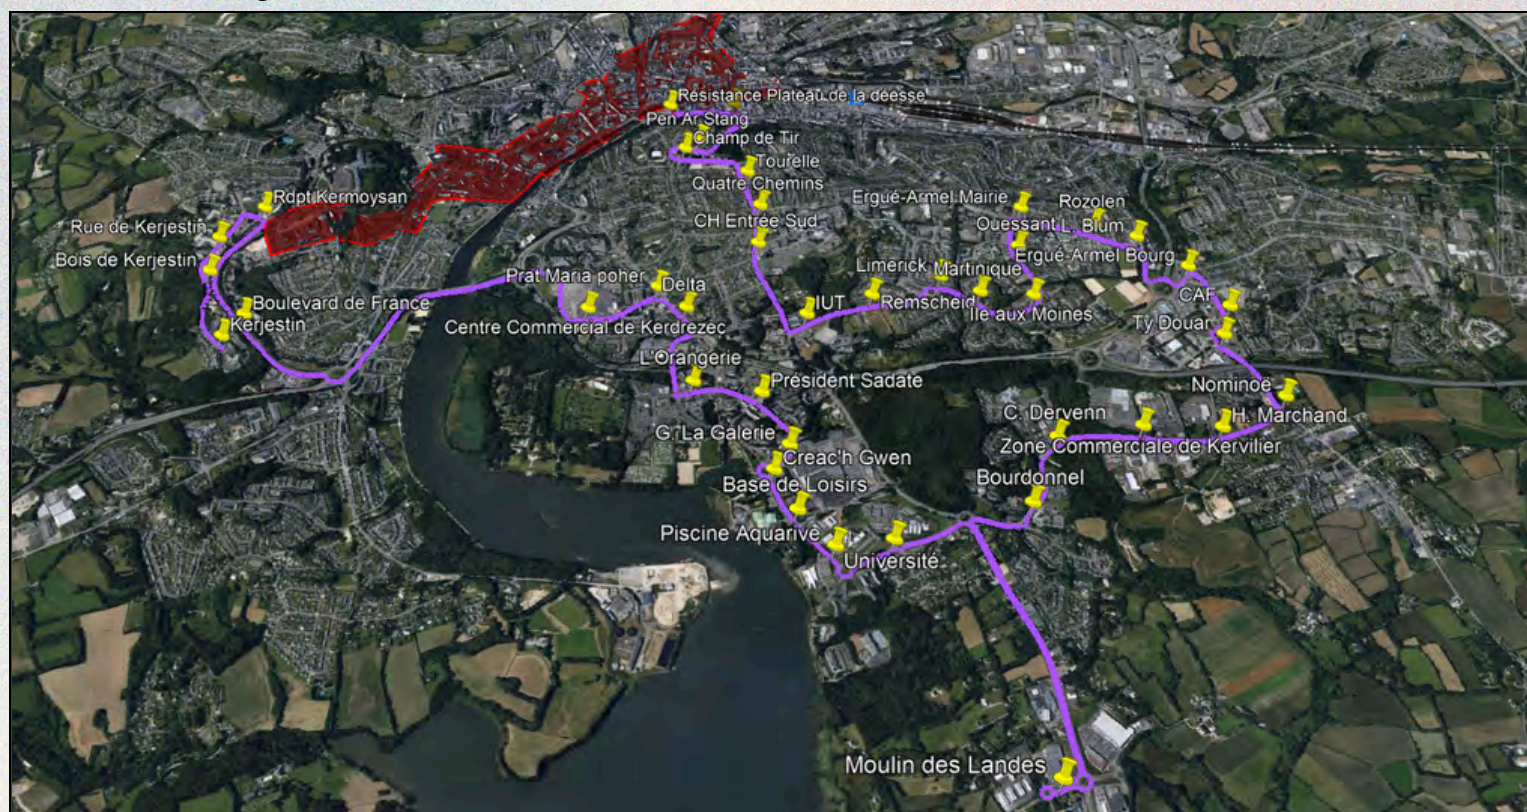 Résistance Plateau de la déesse
Pen Ar Stang
Champ de Tir
Tourelle
Quatre Chemins
Rdpt Kermoysan
Ergué-Armel Mairie
Rozolen
Rue de Kerjestin
CH Entrée Sud
Ouessant L. Blum
Bois de Kerjestin
Ergué-Armel Bourg
Limerick
Martinique
Prat Maria poher
Delta
CAF
Boulevard de France
IUT
Remscheid
Île aux Moines
Kerjestin
Centre Commercial de Kerdrezec
Ty Douar
L'Orangerie
Président Sadate
Nominoë
C. Dervenn
H. Marchand
G. La Galerie
Zone Commerciale de Kervilier
Creac'h Gwen
Base de Loisirs
Bourdonnel
Piscine Aquarive
Université
Moulin des Landes